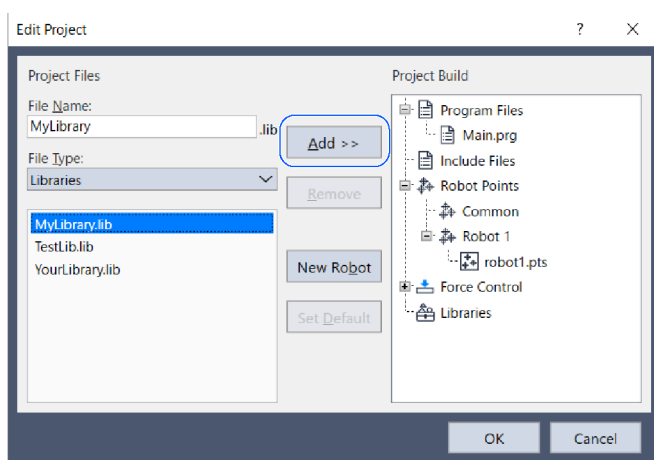 Edit Project
?
X
Project Files
File Name:
MyLibrary
.lib
File Type:
Libraries
MyLibrary.lib
TestLib.lib
YourLibrary.lib
Add >>
Remove
New Robot
Set Default
Project Build
Program Files
Main.prg
Include Files
Robot Points
Common
Robot 1
robot1.pts
Force Control
Libraries
OK
Cancel